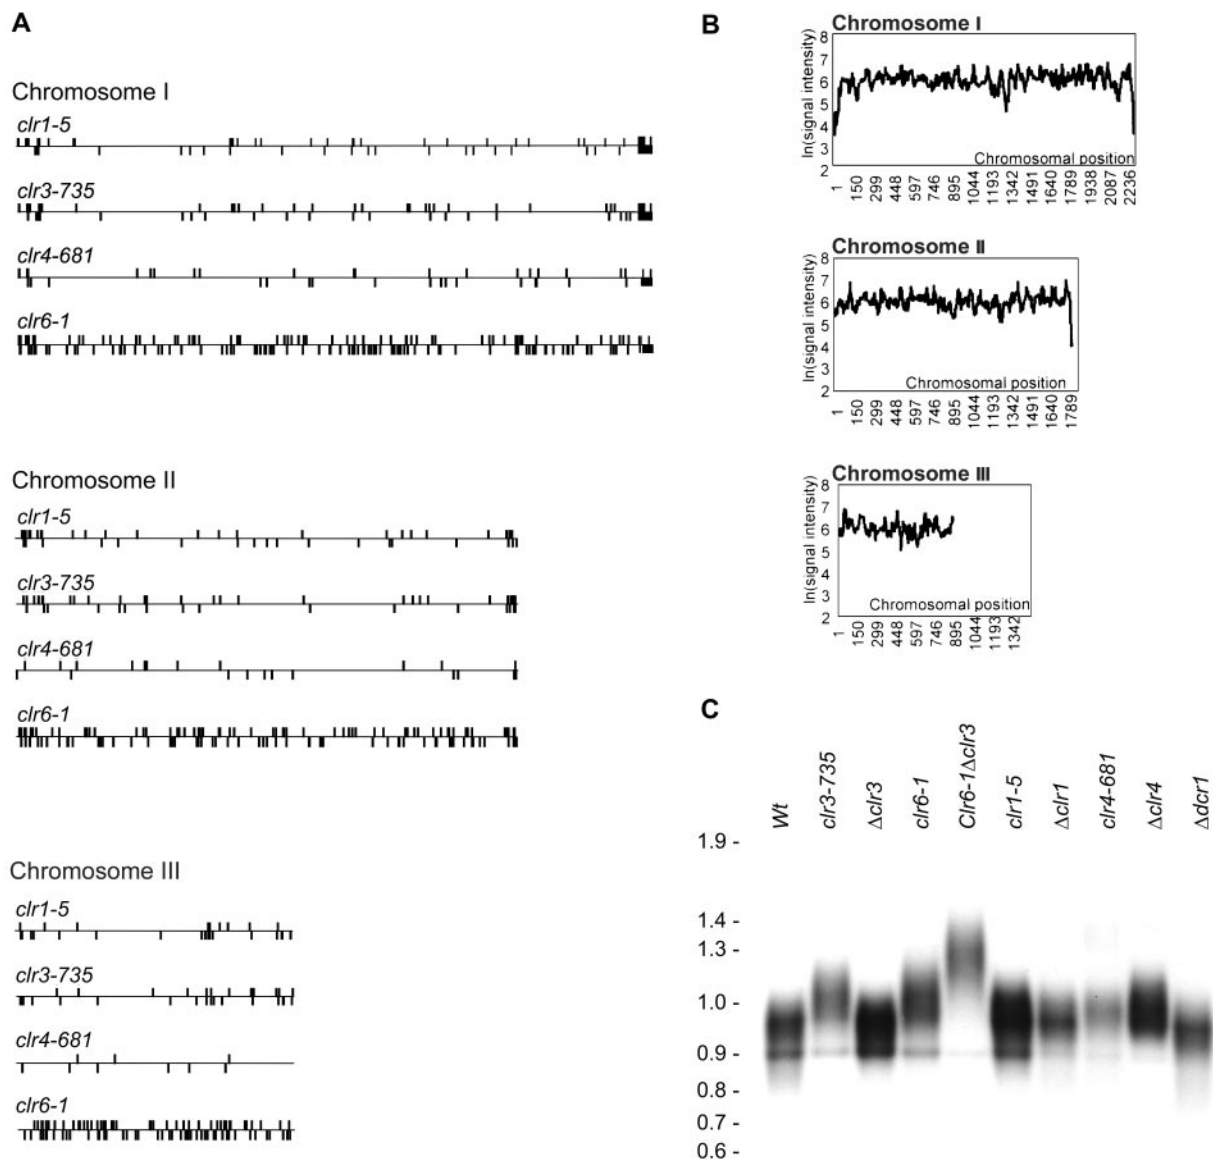 A
Chromosome I
clr1-5
clr3-735
clr4-681
clr6-1
Chromosome II
clr1-5
clr3-735
clr4-681
clr6-1
Chromosome III
clr1-5
clr3-735
clr4-681
clr6-1
B
Chromosome I
ln(signal intensity)
8
7
6
5
4
3
2
Chromosomal position
1 150 299 448 597 746 895 1044 1193 1342 1491 1640 1789 1938 2087 2236
Chromosome II
ln(signal intensity)
8
7
6
5
4
3
2
Chromosomal position
1 150 299 448 597 746 895 1044 1193 1342 1491 1640 1789
Chromosome III
ln(signal intensity)
8
7
6
5
4
3
2
Chromosomal position
1 150 299 448 597 746 895 1044 1193 1342
C
Wt clr3-735 Δclr3 clr6-1 Clr6-1Δclr3 clr1-5 Δclr1 clr4-681 Δclr4 Δdcr1
1.9 -
1.4 -
1.3 -
1.0 -
0.9 -
0.8 -
0.7 -
0.6 -